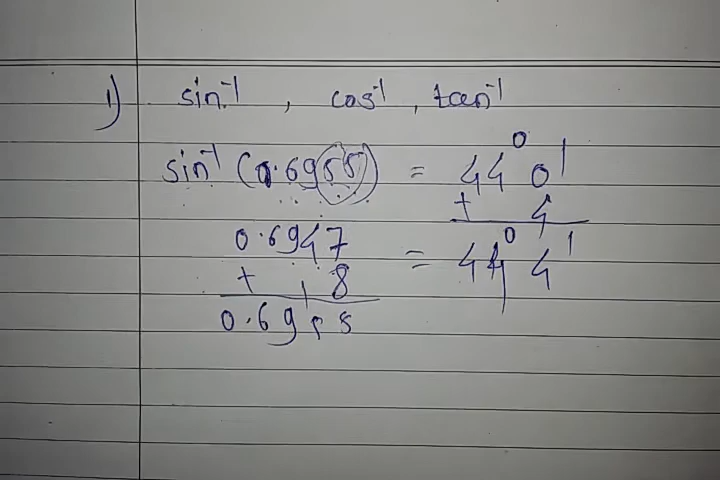 1) sin⁻¹ , cos⁻¹ , tan⁻¹
sin⁻¹ (0.6955) = 44° 0'
+ 4
0.6947 = 44° 4'
+ , 8
0.6955